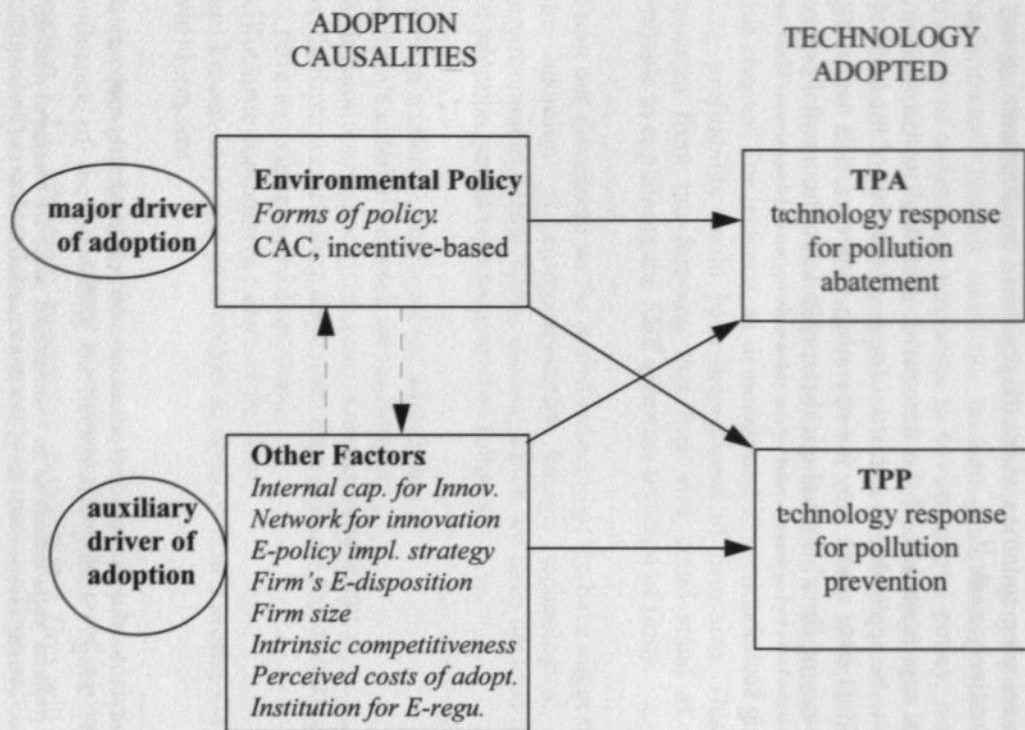 ADOPTION
CAUSALITIES
TECHNOLOGY
ADOPTED
major driver
of adoption
Environmental Policy
Forms of policy.
CAC, incentive-based
TPA
technology response
for pollution
abatement
auxiliary
driver of
adoption
Other Factors
Internal cap. for Innov.
Network for innovation
E-policy impl. strategy
Firm's E-disposition
Firm size
Intrinsic competitiveness
Perceived costs of adopt.
Institution for E-regu.
TPP
technology response
for pollution
prevention